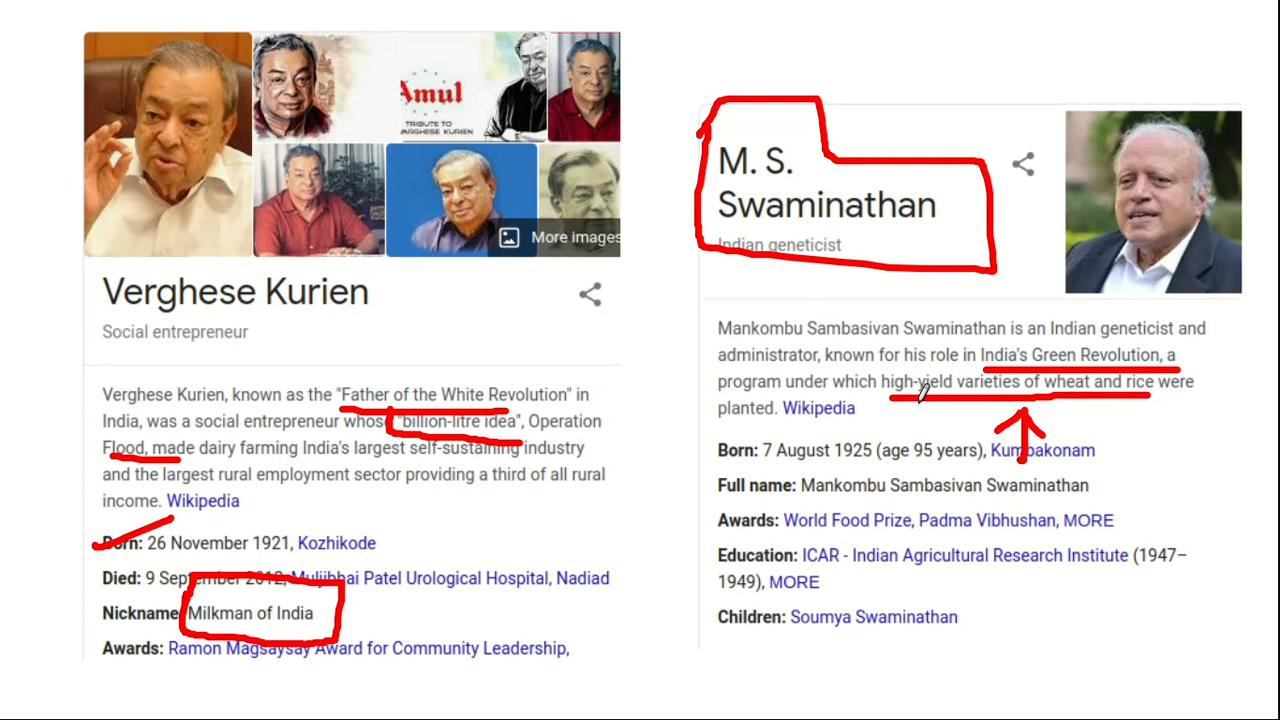 Amul
TRIBUTE TO
VARGHESE KURIEN
More images
Verghese Kurien
Social entrepreneur
Verghese Kurien, known as the "Father of the White Revolution" in
India, was a social entrepreneur whose "billion-litre idea", Operation
Flood, made dairy farming India's largest self-sustaining industry
and the largest rural employment sector providing a third of all rural
income. Wikipedia
Born: 26 November 1921, Kozhikode
Died: 9 September 2012, Muljibhai Patel Urological Hospital, Nadiad
Nickname: Milkman of India
Awards: Ramon Magsaysay Award for Community Leadership,
M. S.
Swaminathan
Indian geneticist
Mankombu Sambasivan Swaminathan is an Indian geneticist and
administrator, known for his role in India's Green Revolution, a
program under which high-yield varieties of wheat and rice were
planted. Wikipedia
Born: 7 August 1925 (age 95 years), Kumbakonam
Full name: Mankombu Sambasivan Swaminathan
Awards: World Food Prize, Padma Vibhushan, MORE
Education: ICAR - Indian Agricultural Research Institute (1947–
1949), MORE
Children: Soumya Swaminathan